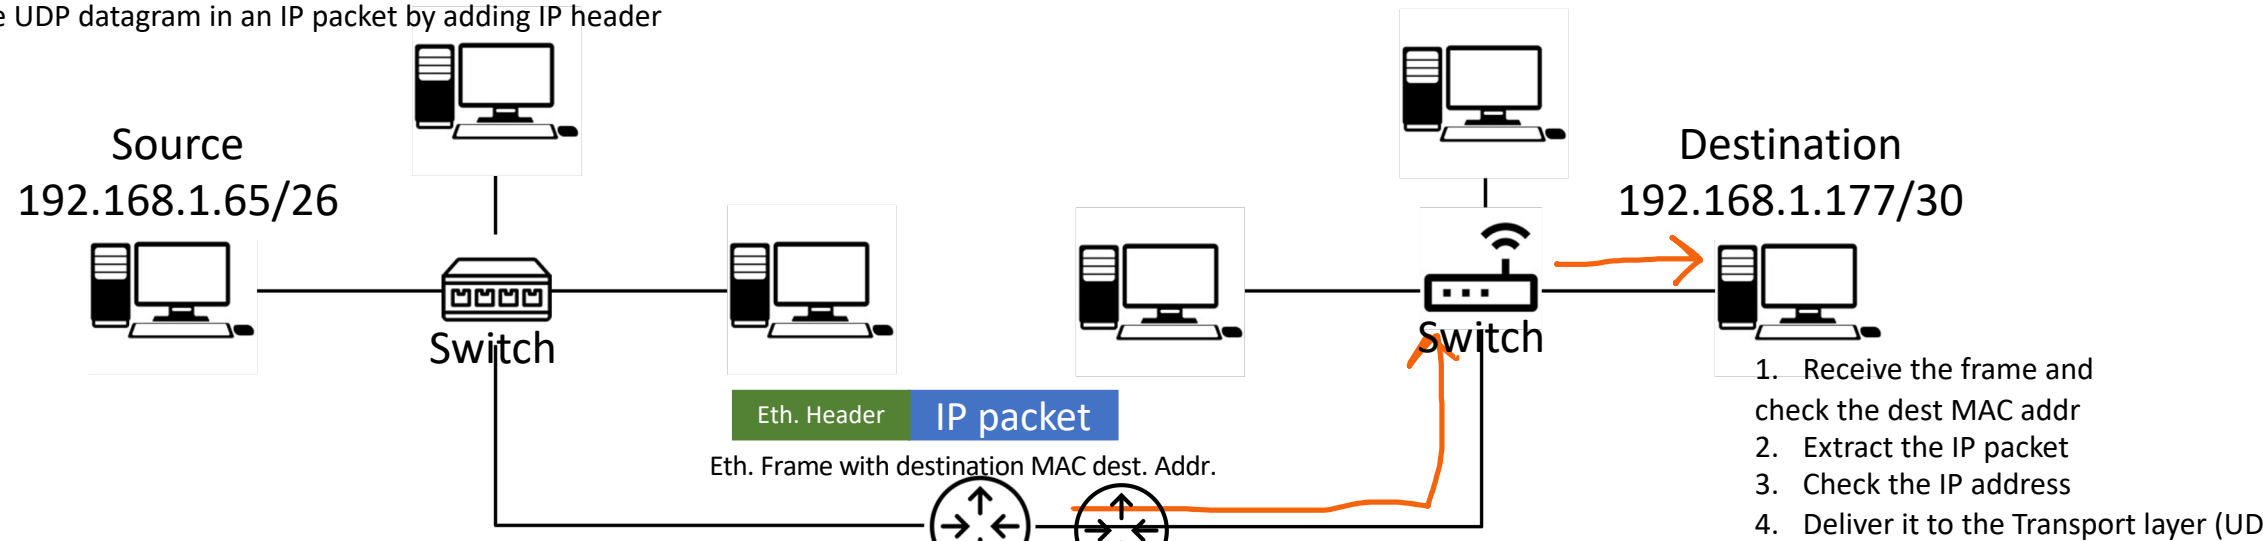 UDP datagram in an IP packet by adding IP header
Source
192.168.1.65/26
Destination
192.168.1.177/30
Switch
Switch
Eth. Header IP packet
Eth. Frame with destination MAC dest. Addr.
1. Receive the frame and
check the dest MAC addr
2. Extract the IP packet
3. Check the IP address
4. Deliver it to the Transport layer (UD